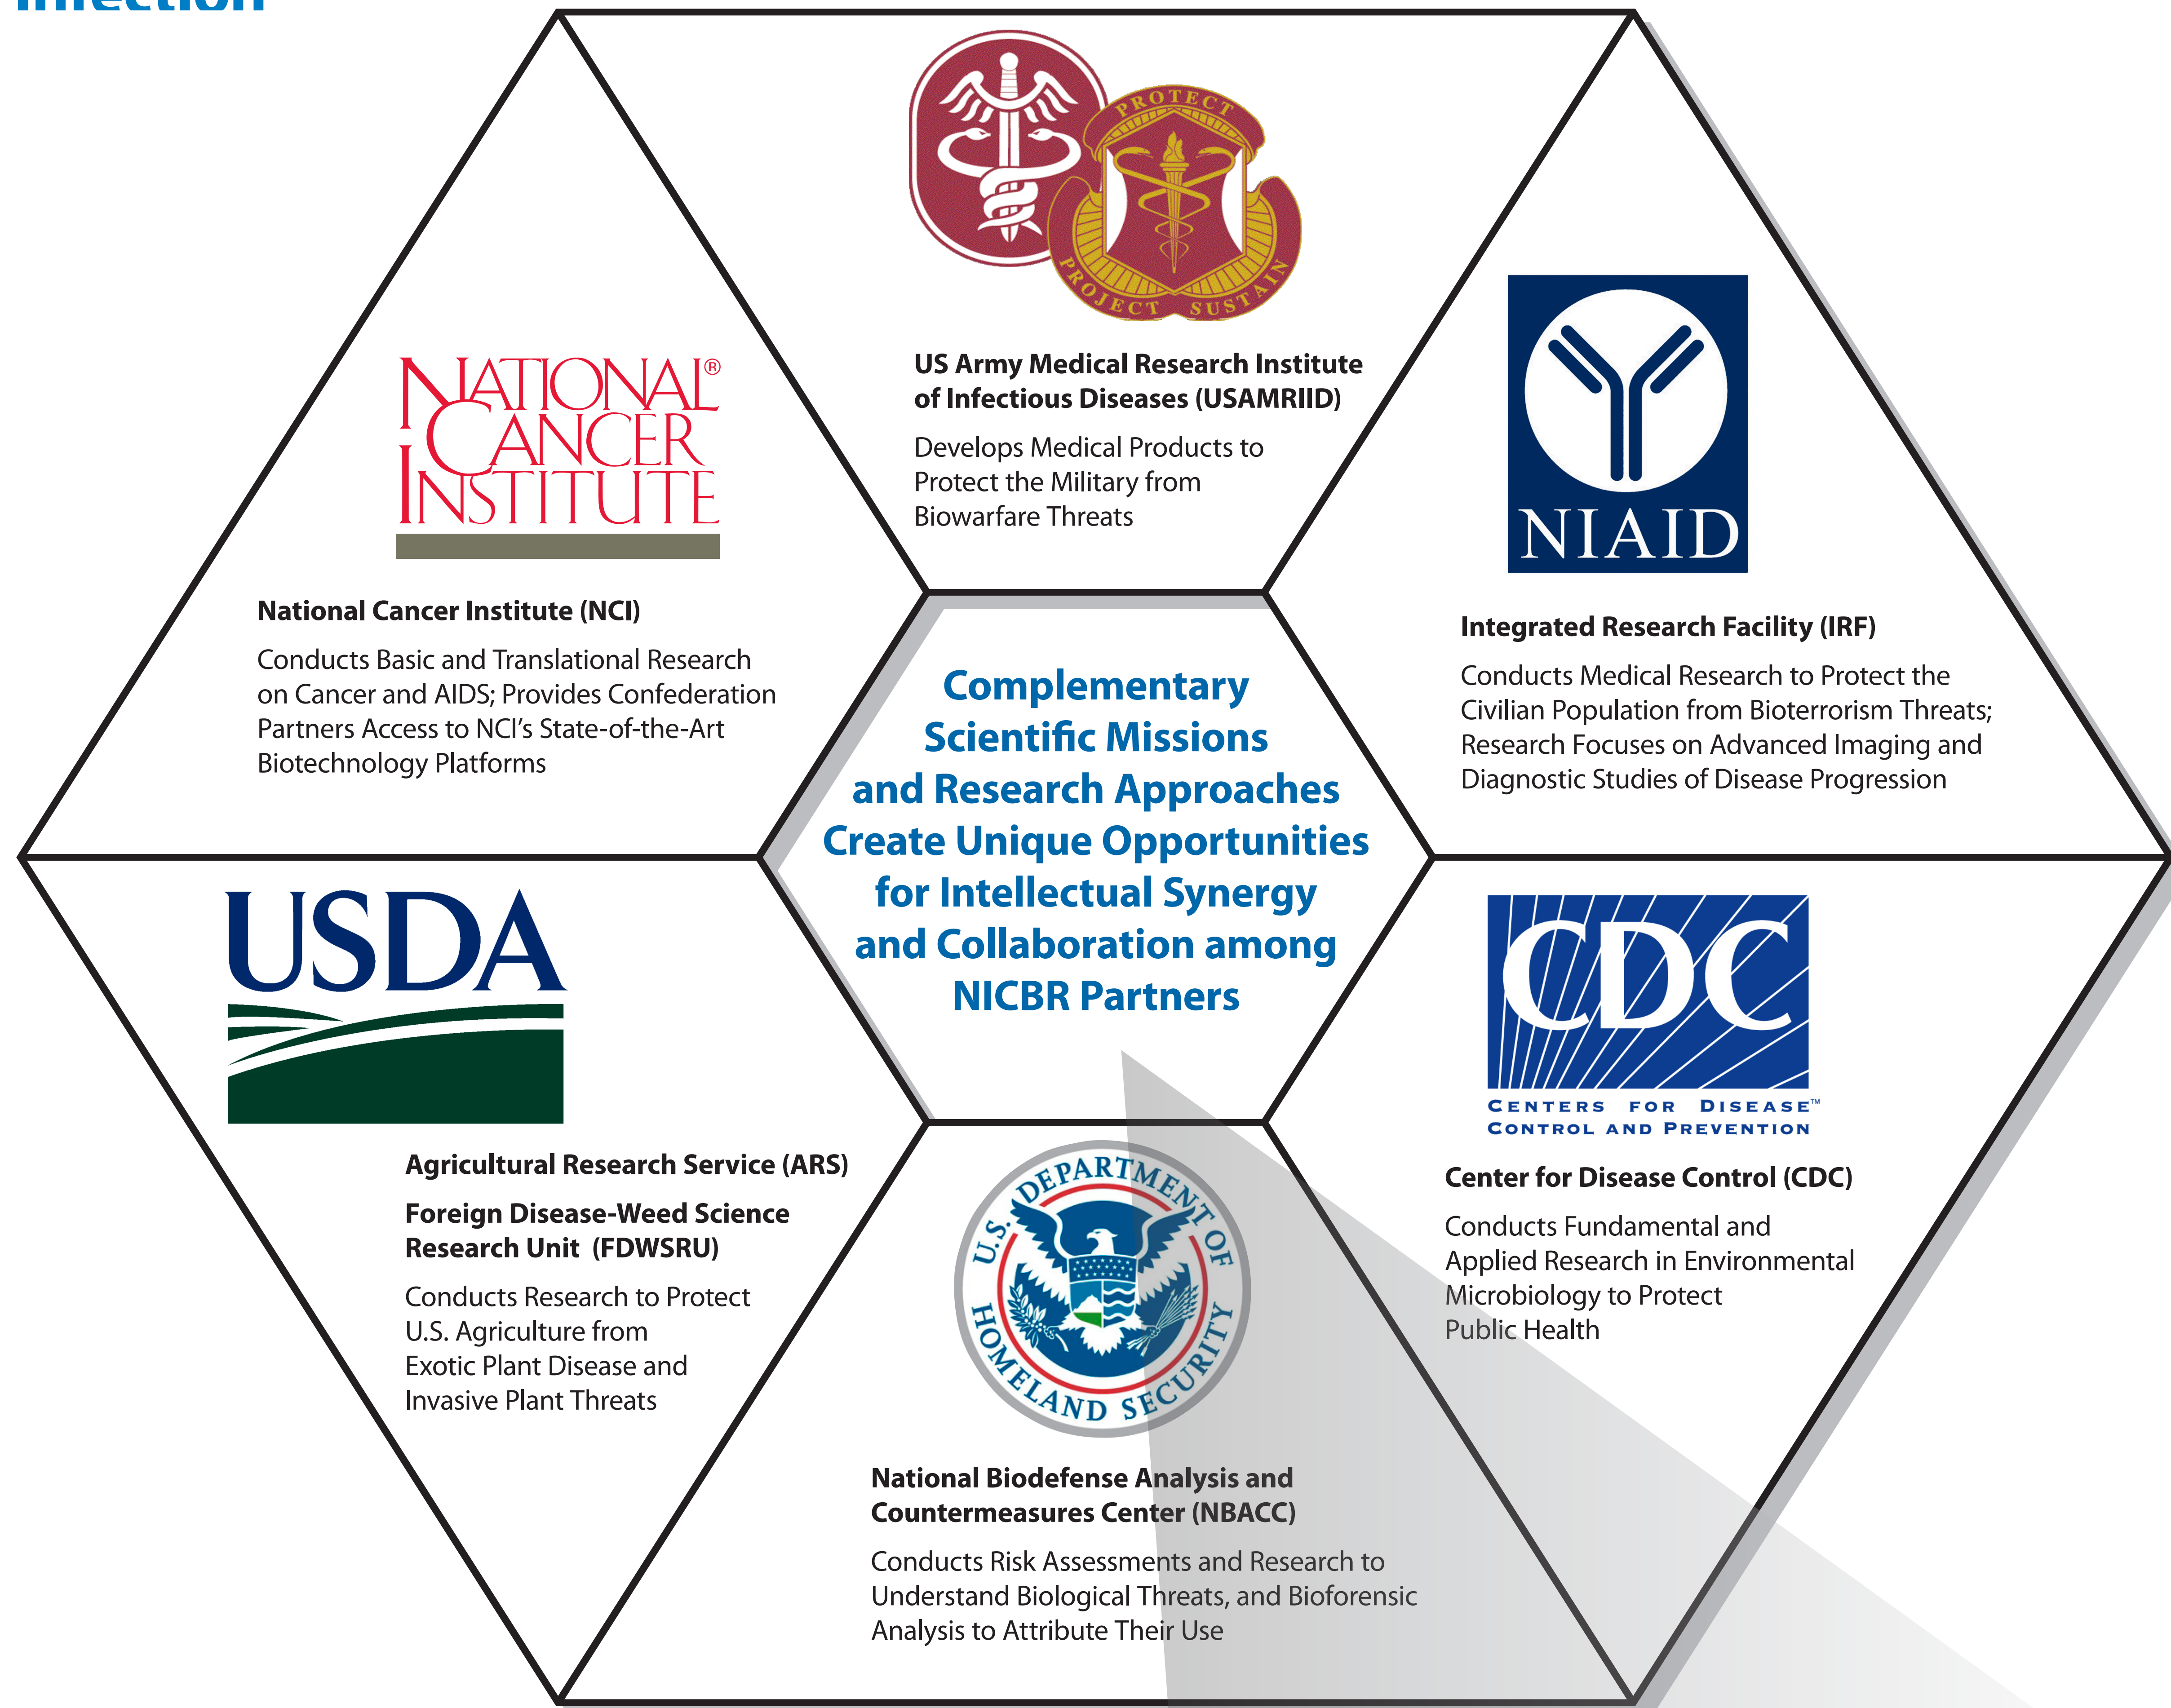 Infection
PROTECT
PROJECT SUSTAIN
US Army Medical Research Institute
of Infectious Diseases (USAMRIID)
Develops Medical Products to
Protect the Military from
Biowarfare Threats
NATIONAL®
CANCER
INSTITUTE
National Cancer Institute (NCI)
Conducts Basic and Translational Research
on Cancer and AIDS; Provides Confederation
Partners Access to NCI’s State-of-the-Art
Biotechnology Platforms
NIAID
Integrated Research Facility (IRF)
Conducts Medical Research to Protect the
Civilian Population from Bioterrorism Threats;
Research Focuses on Advanced Imaging and
Diagnostic Studies of Disease Progression
Complementary
Scientific Missions
and Research Approaches
Create Unique Opportunities
for Intellectual Synergy
and Collaboration among
NICBR Partners
USDA
Agricultural Research Service (ARS)
Foreign Disease-Weed Science
Research Unit (FDWSRU)
Conducts Research to Protect
U.S. Agriculture from
Exotic Plant Disease and
Invasive Plant Threats
CDC
CENTERS FOR DISEASE™
CONTROL AND PREVENTION
Center for Disease Control (CDC)
Conducts Fundamental and
Applied Research in Environmental
Microbiology to Protect
Public Health
U.S. DEPARTMENT OF
HOMELAND SECURITY
National Biodefense Analysis and
Countermeasures Center (NBACC)
Conducts Risk Assessments and Research to
Understand Biological Threats, and Bioforensic
Analysis to Attribute Their Use